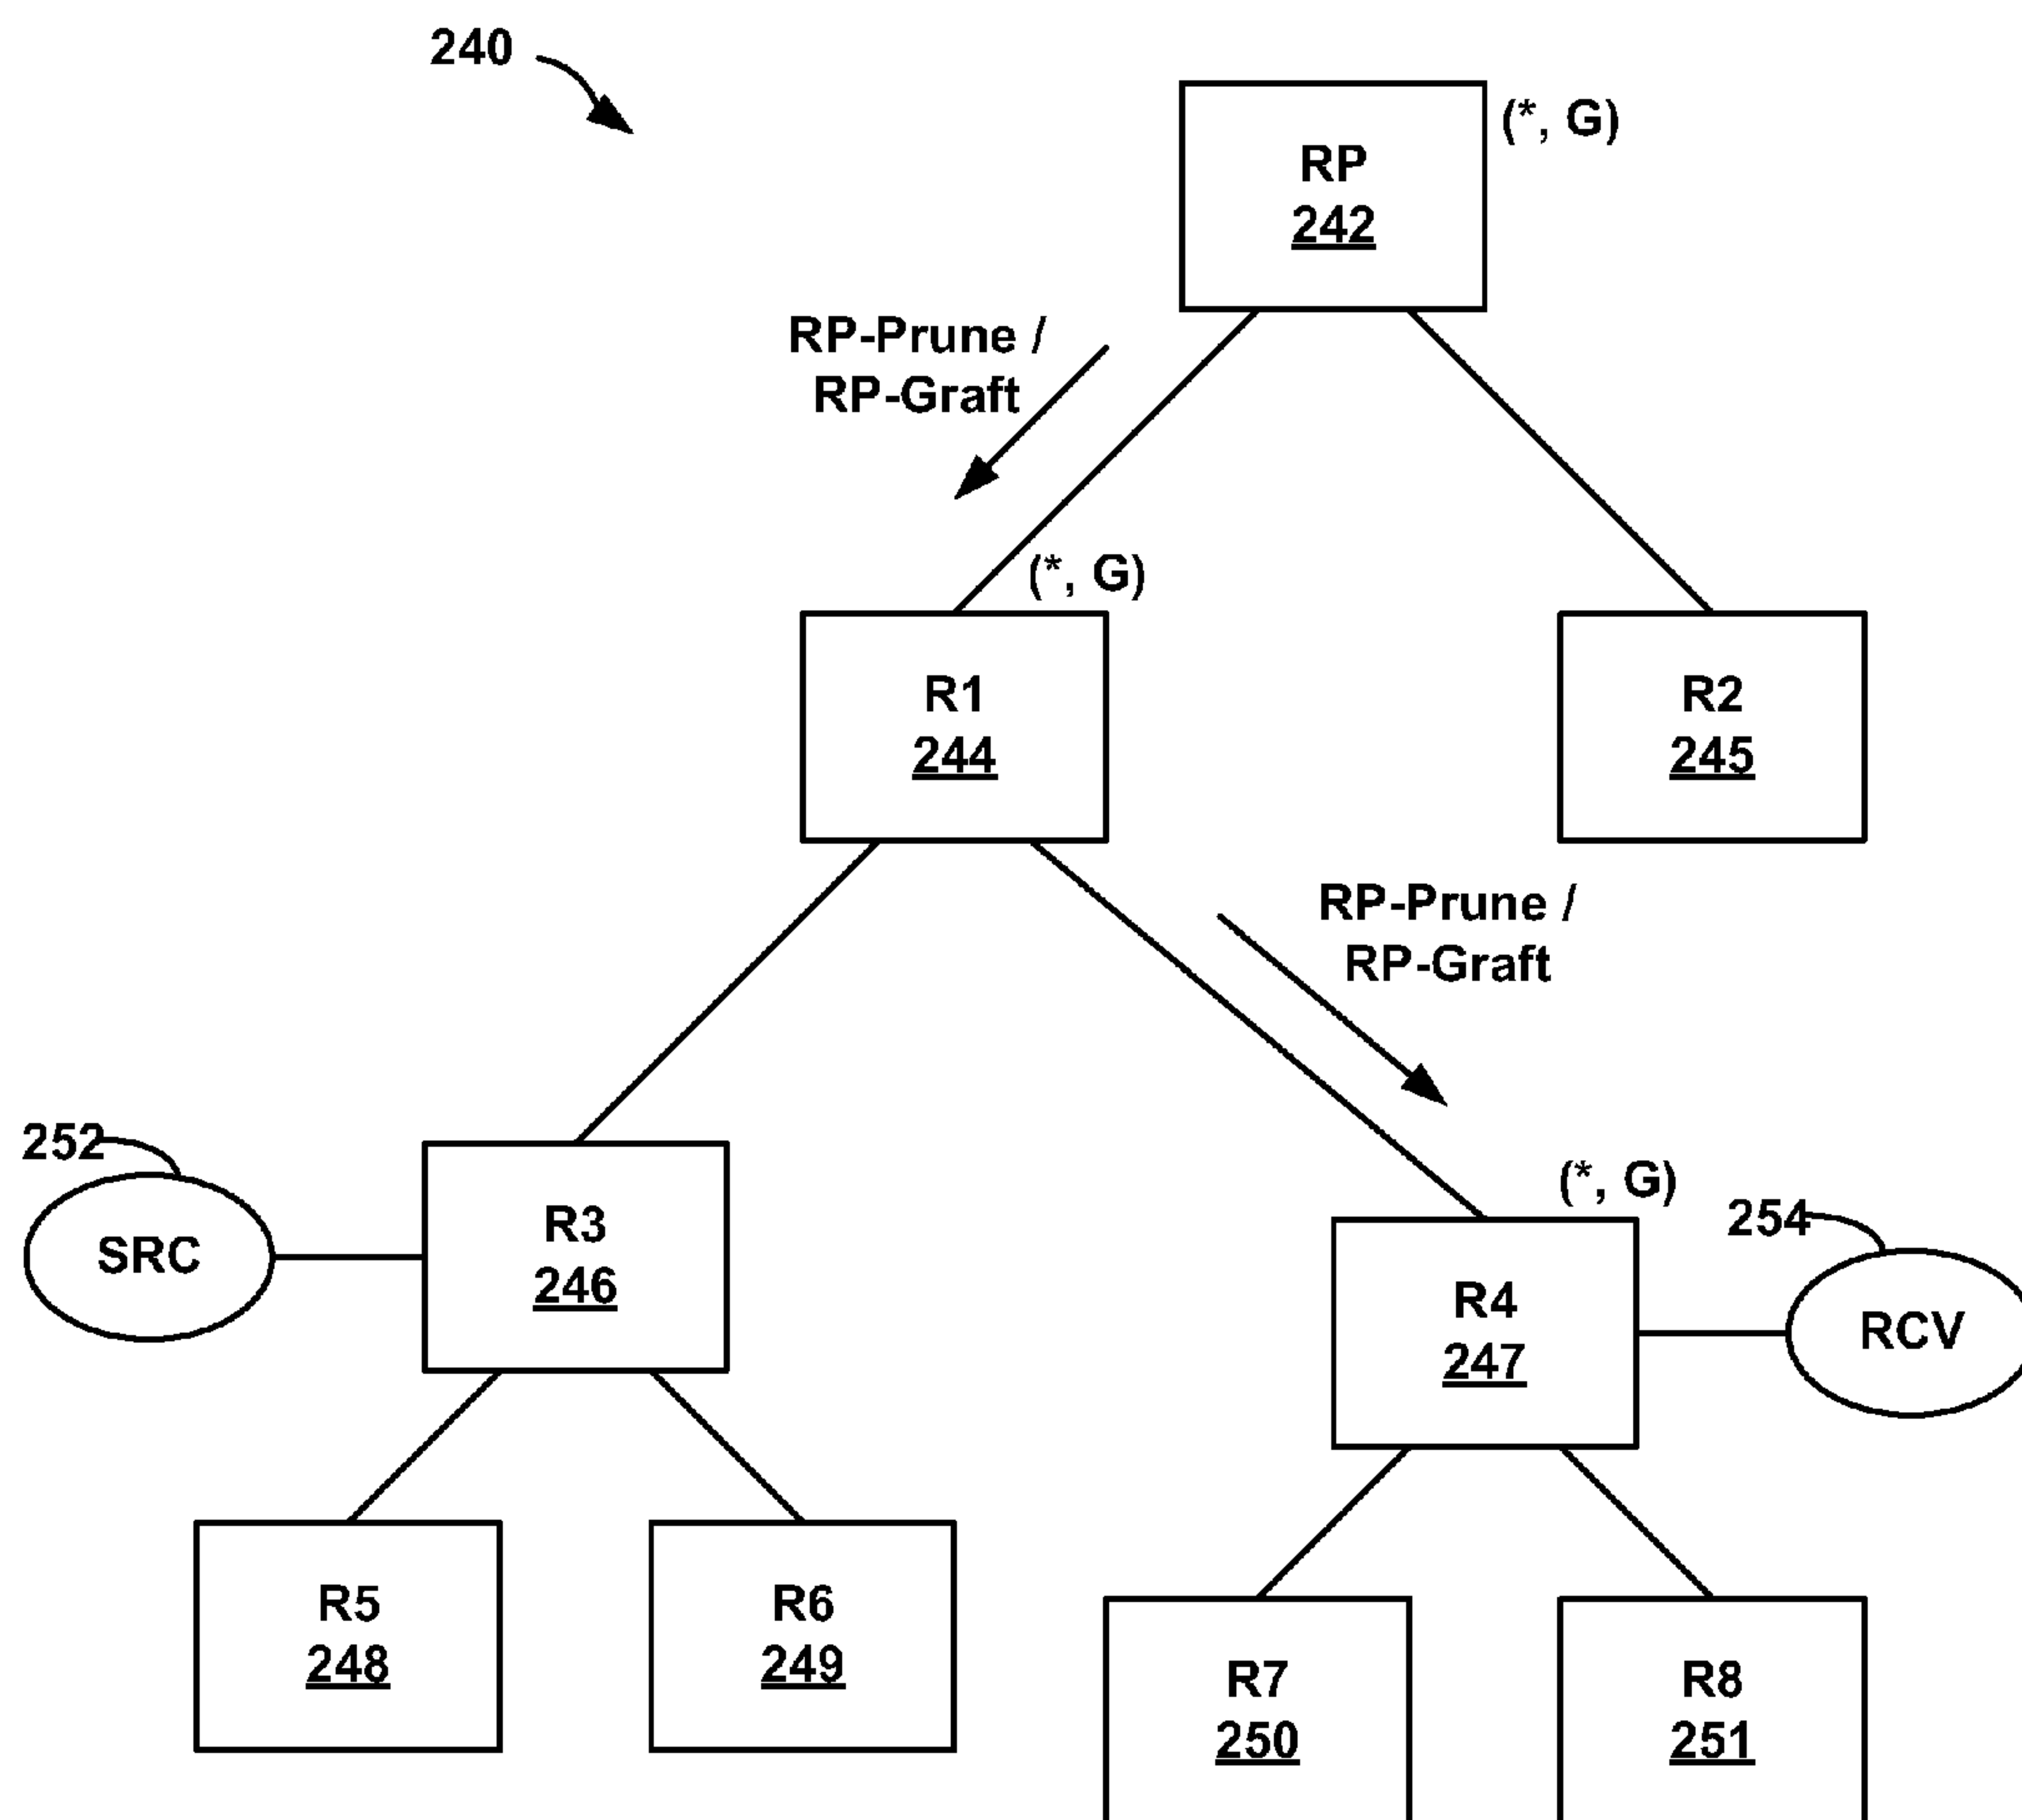 240
(*, G)
RP
242
RP-Prune /
RP-Graft
(*, G)
R1
244
R2
245
RP-Prune /
RP-Graft
252
(*, G)
254
SRC
R3
246
R4
247
RCV
R5
248
R6
249
R7
250
R8
251